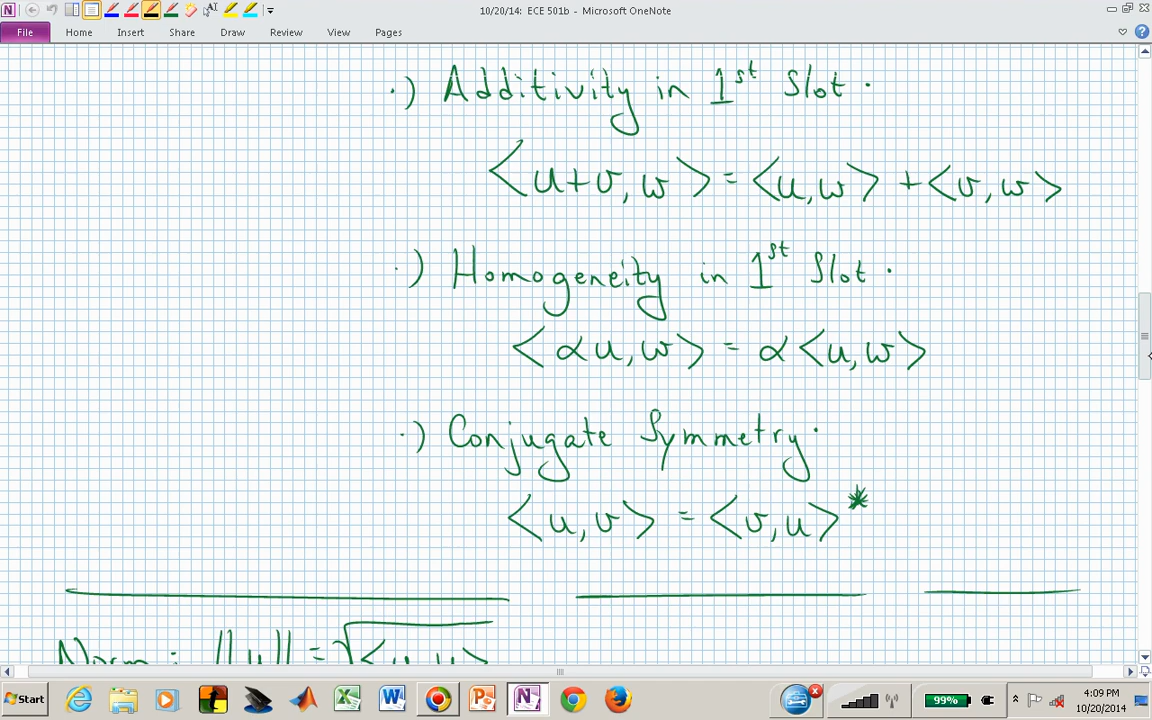 10/20/14: ECE 501b - Microsoft OneNote
File Home Insert Share Draw Review View Pages
·) Additivity in 1st Slot.
<u+v,w> = <u,w> + <v,w>
·) Homogeneity in 1st Slot.
<αu,w> = α<u,w>
·) Conjugate Symmetry.
<u,v> = <v,u>*
Norm : ||u|| = √<u,u>
Start
99%
4:09 PM
10/20/2014